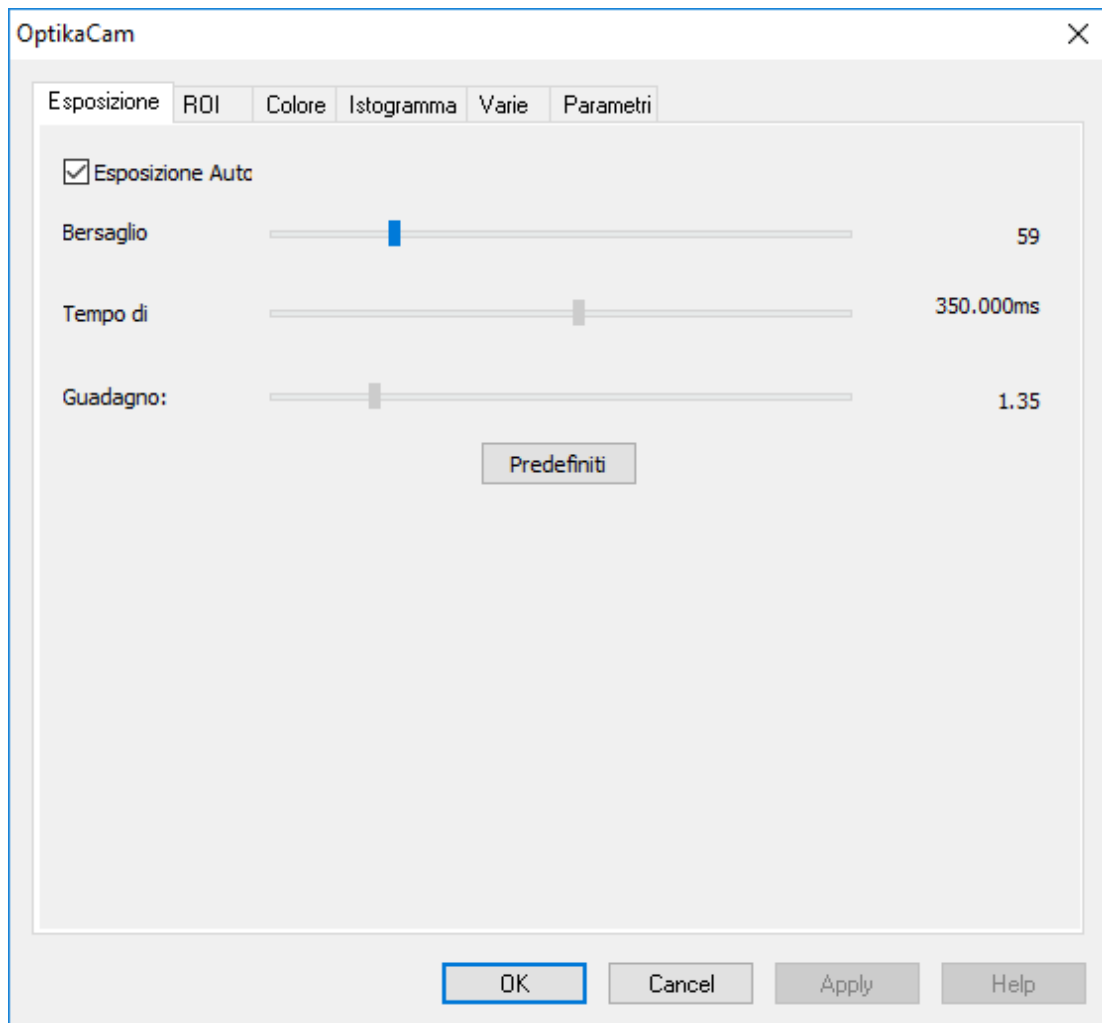 OptikaCam
Esposizione ROI Colore Istogramma Varie Parametri
Esposizione Auto
Bersaglio 59
Tempo di 350.000ms
Guadagno: 1.35
Predefiniti
OK Cancel Apply Help